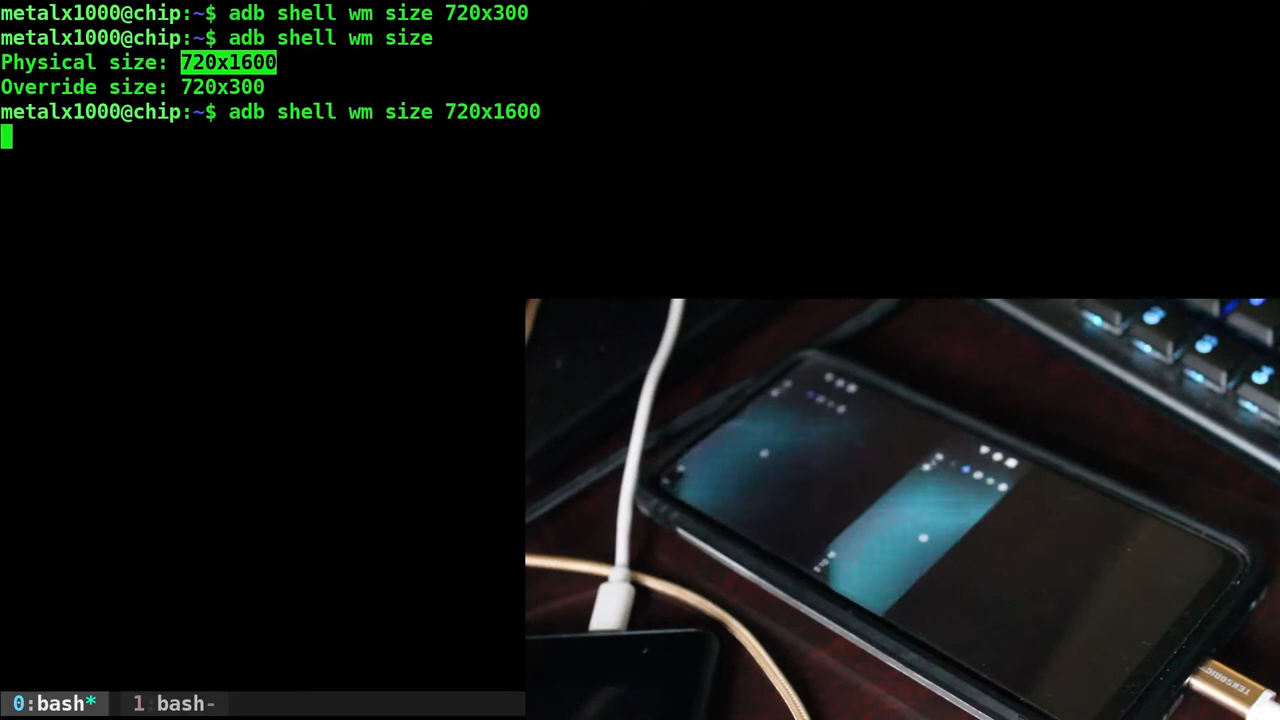 metalx1000@chip:~$ adb shell wm size 720x300
metalx1000@chip:~$ adb shell wm size
Physical size: 720x1600
Override size: 720x300
metalx1000@chip:~$ adb shell wm size 720x1600
TEKSONIC
0:bash* 1:bash-